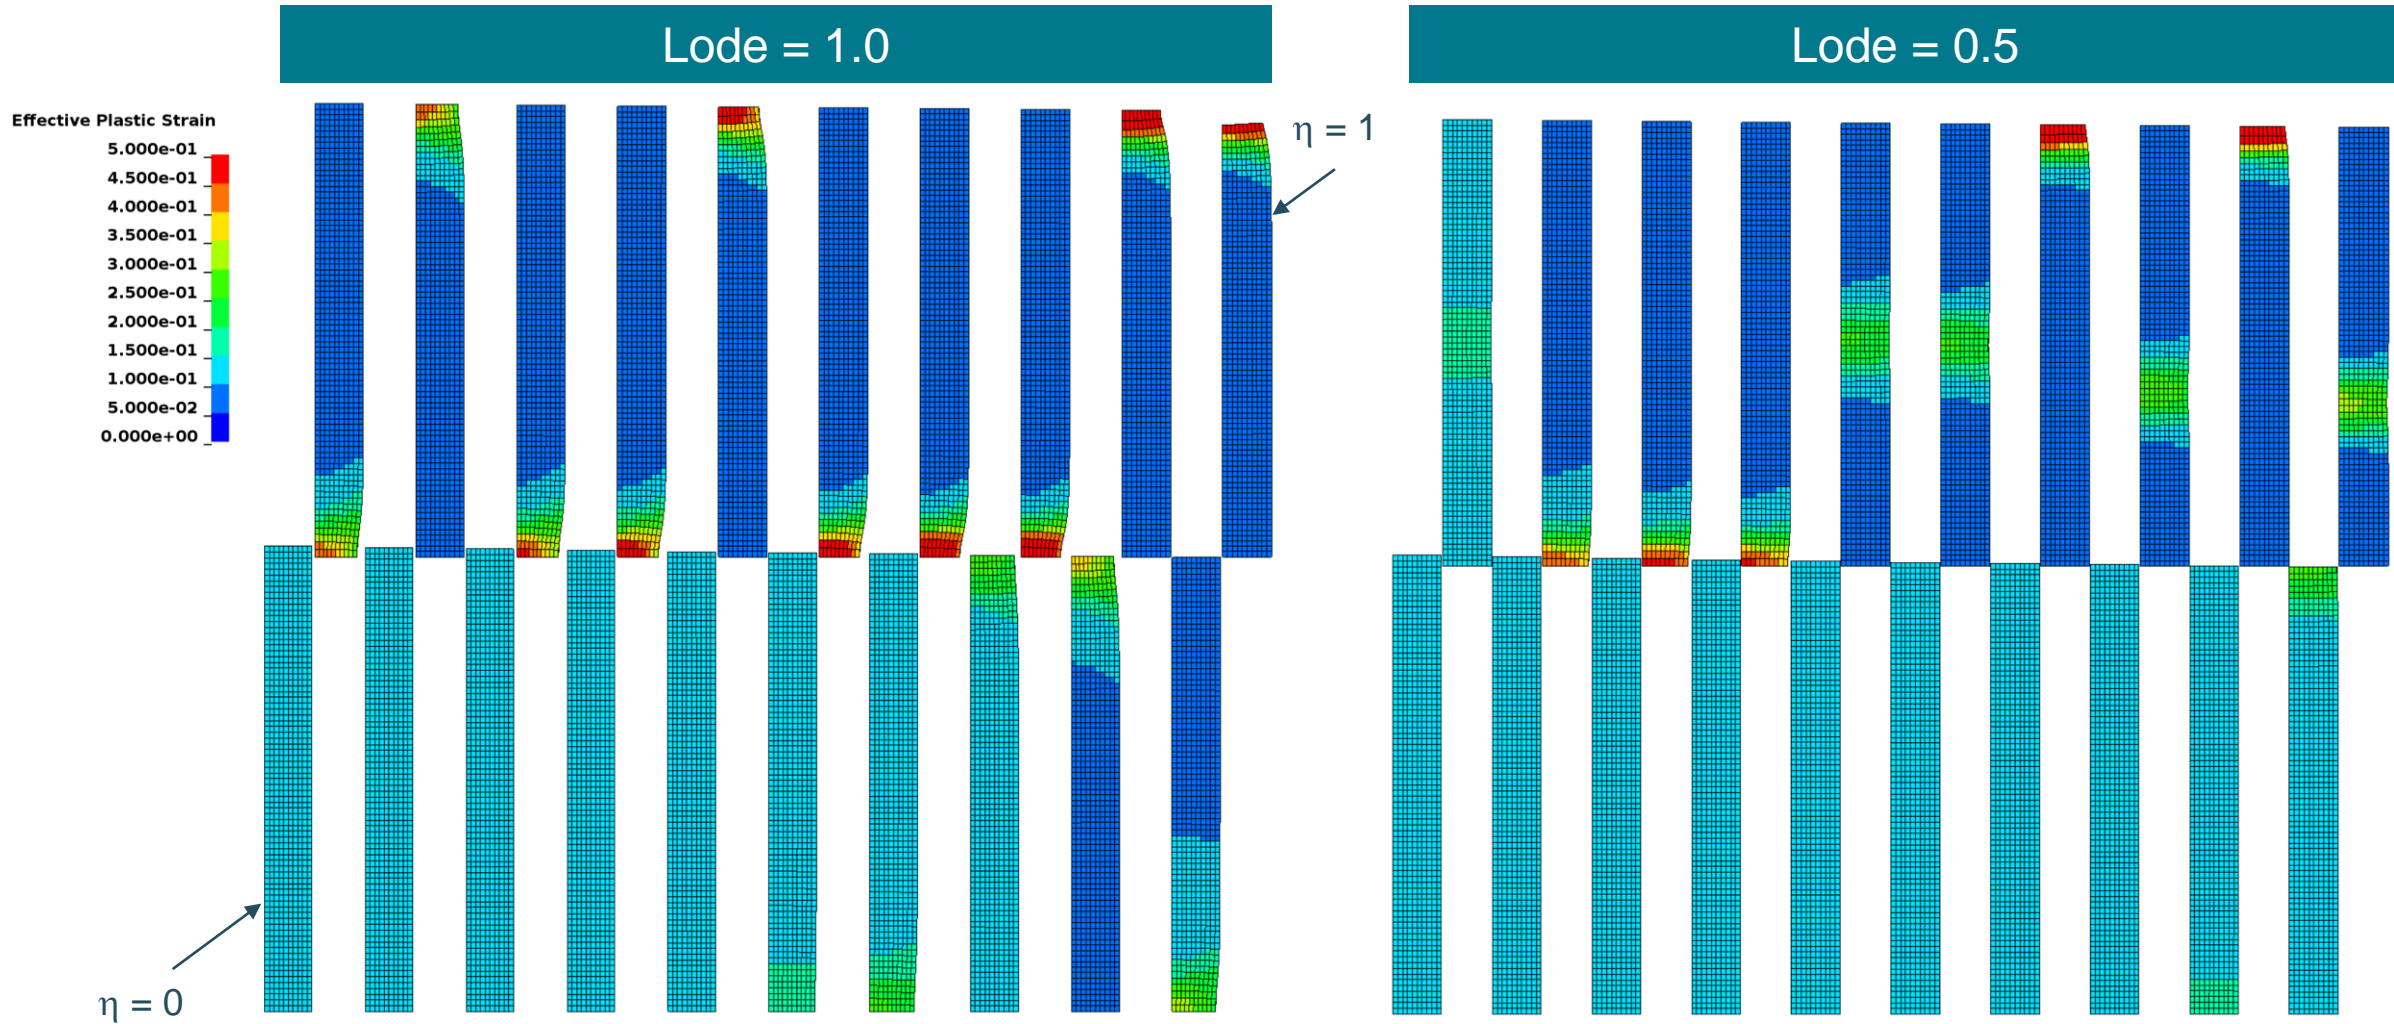 Lode = 1.0
Lode = 0.5
Effective Plastic Strain
5.000e-01
4.500e-01
4.000e-01
3.500e-01
3.000e-01
2.500e-01
2.000e-01
1.500e-01
1.000e-01
5.000e-02
0.000e+00
η = 1
η = 0